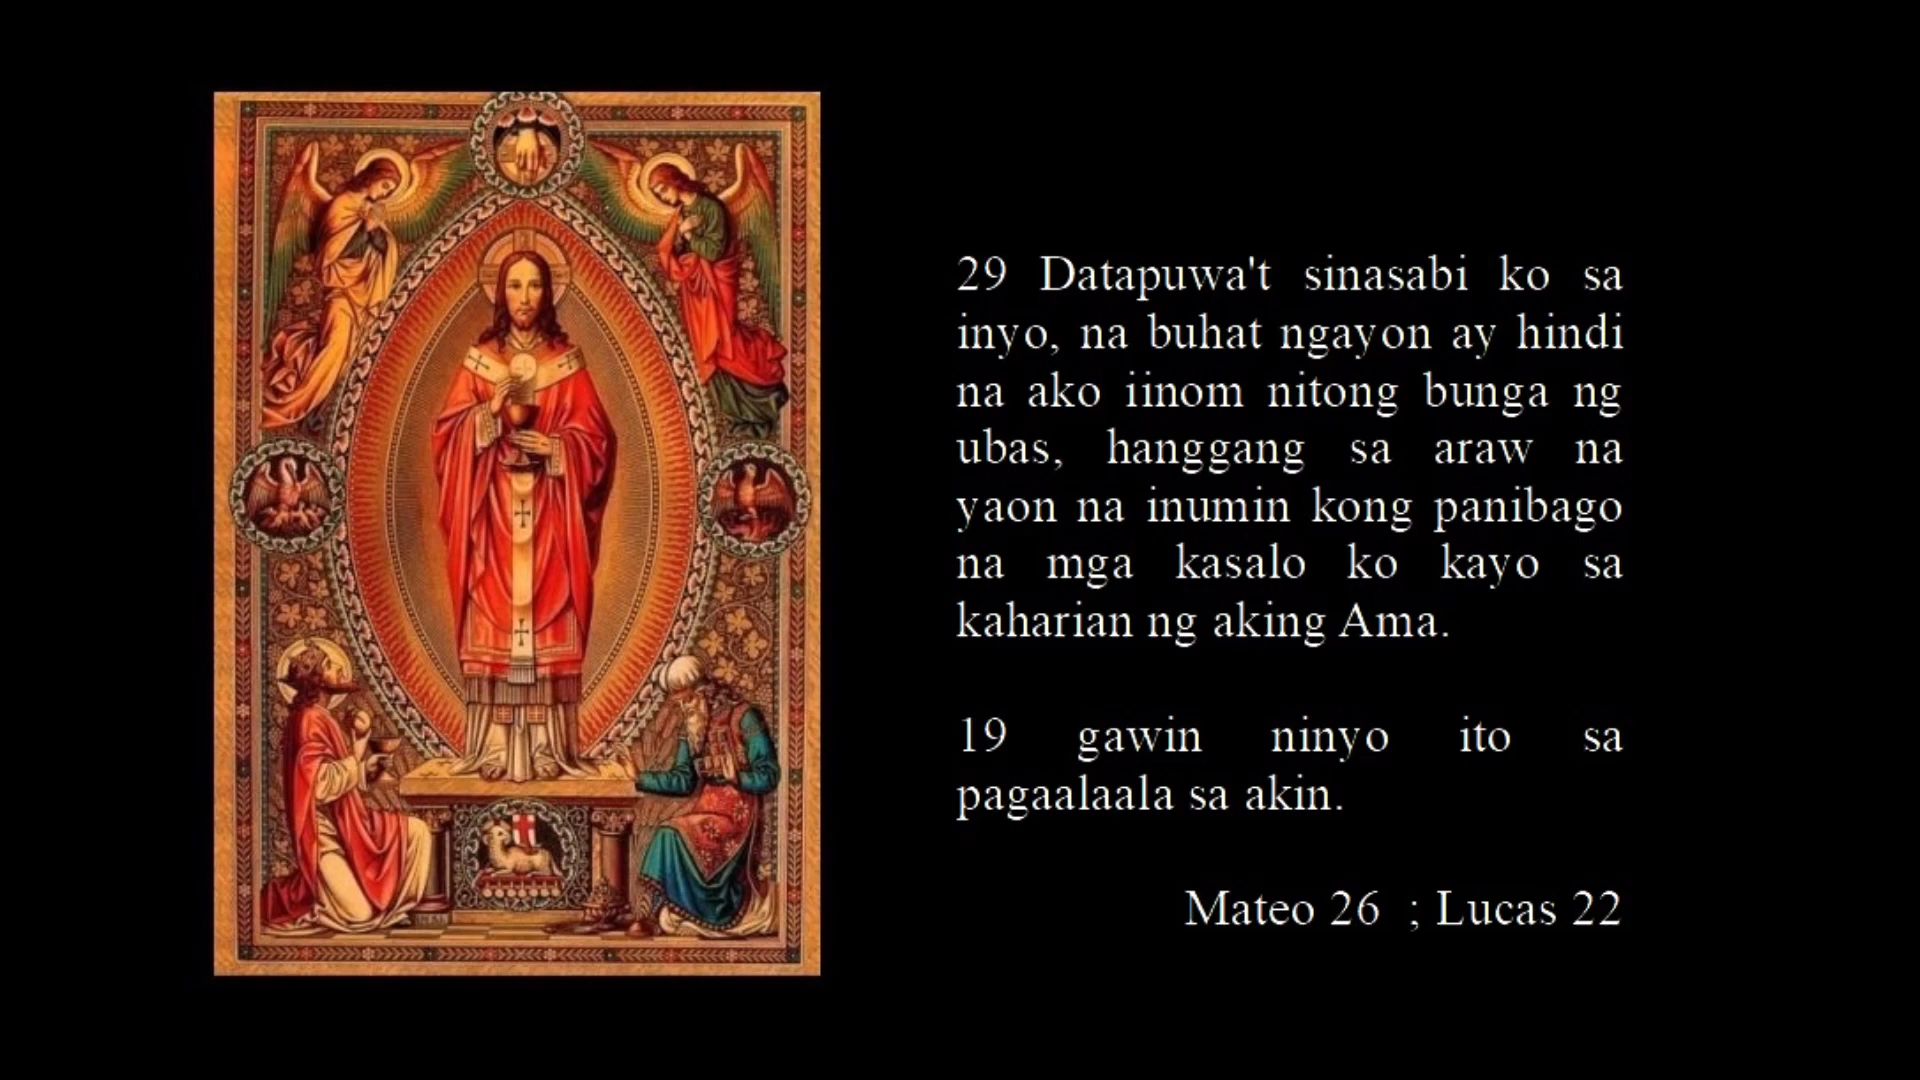 29 Datapuwa't sinasabi ko sa
inyo, na buhat ngayon ay hindi
na ako iinom nitong bunga ng
ubas, hanggang sa araw na
yaon na inumin kong panibago
na mga kasalo ko kayo sa
kaharian ng aking Ama.
19 gawin ninyo ito sa
pagaalaala sa akin.
Mateo 26 ; Lucas 22